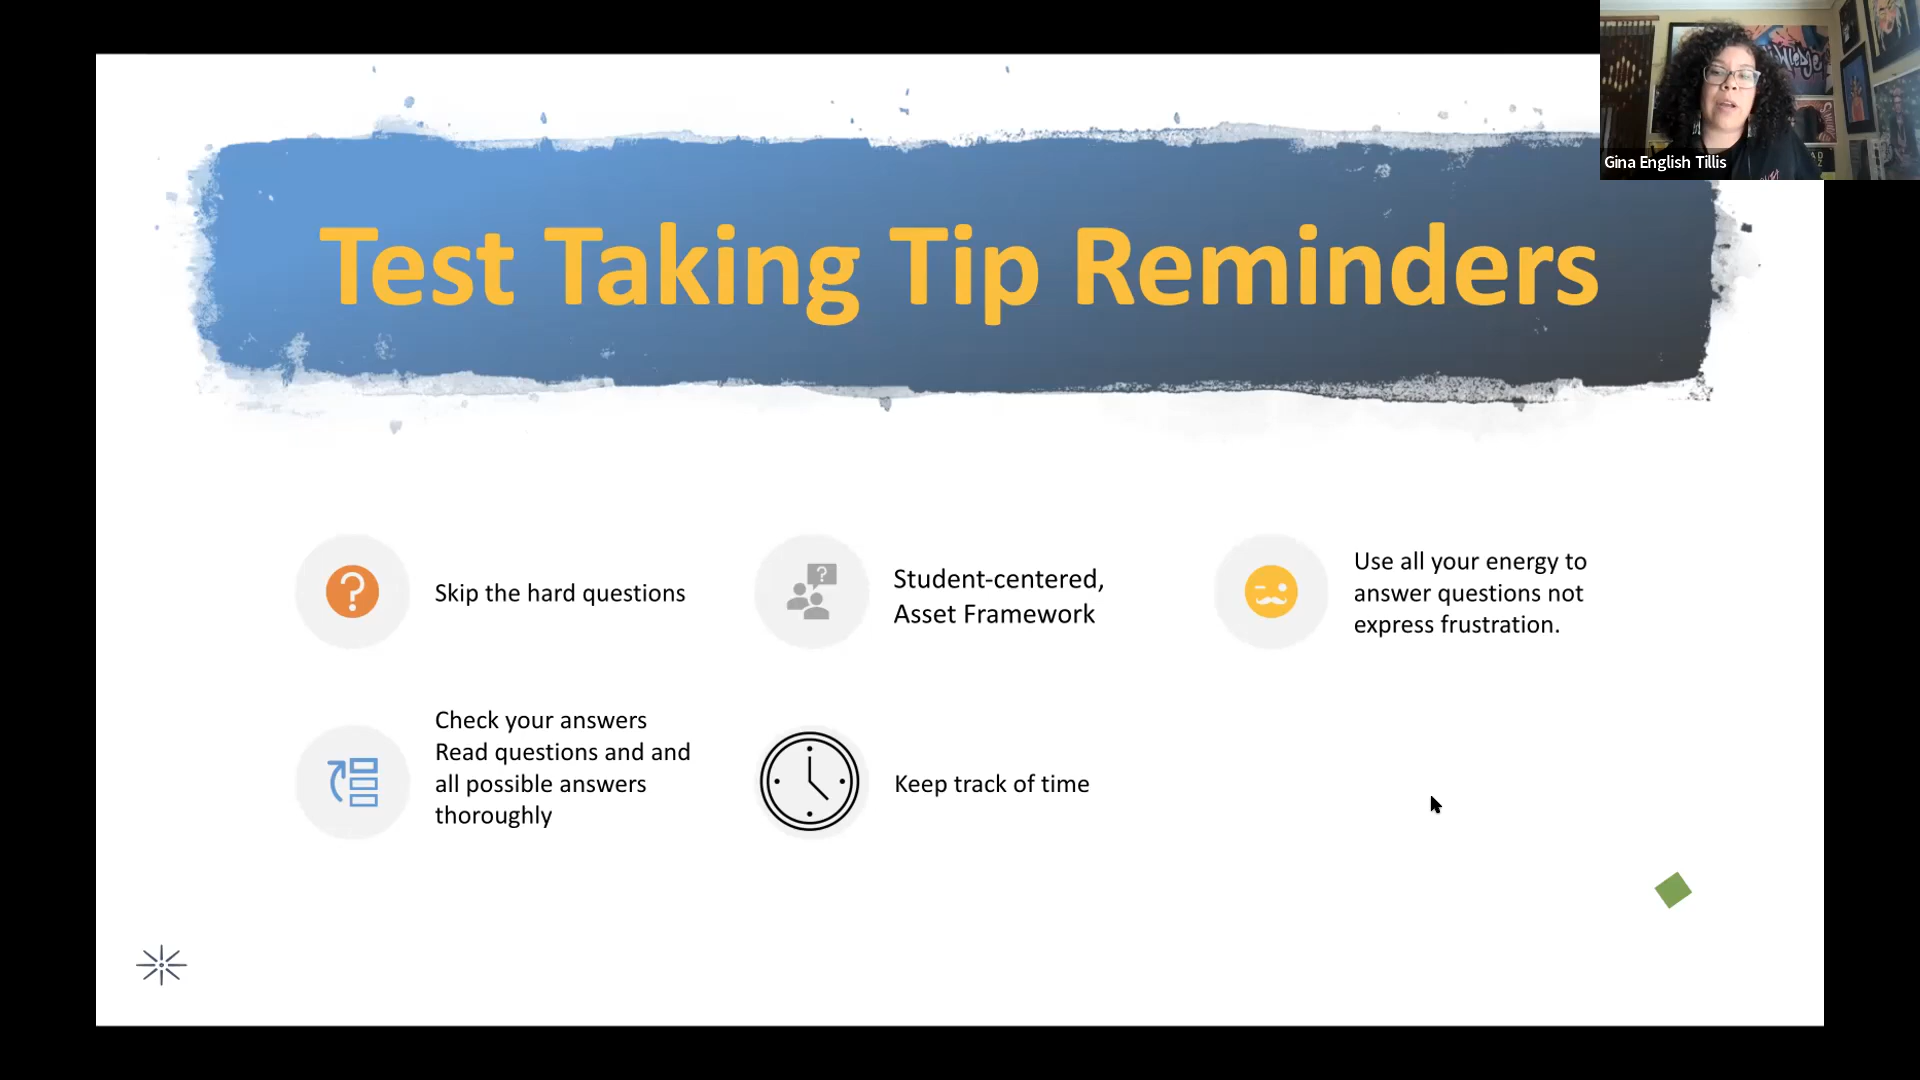 Gina English Tillis
Test Taking Tip Reminders
Skip the hard questions
Student-centered,
Asset Framework
Use all your energy to
answer questions not
express frustration.
Check your answers
Read questions and and
all possible answers
thoroughly
Keep track of time